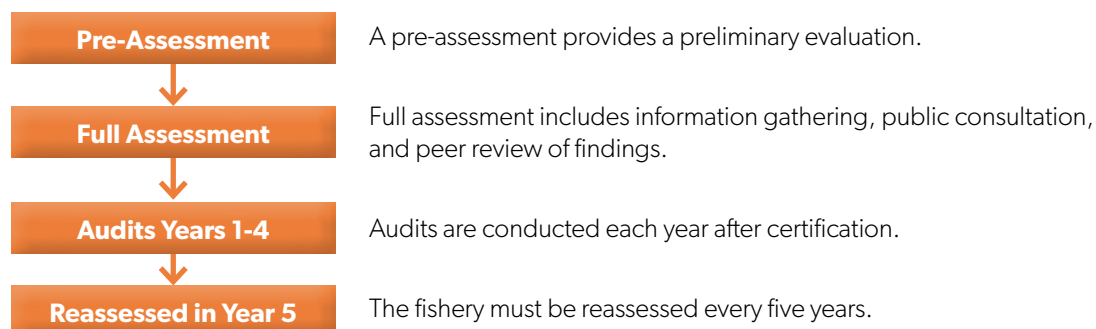 Pre-Assessment
A pre-assessment provides a preliminary evaluation.
Full Assessment
Full assessment includes information gathering, public consultation,
and peer review of findings.
Audits Years 1-4
Audits are conducted each year after certification.
Reassessed in Year 5
The fishery must be reassessed every five years.